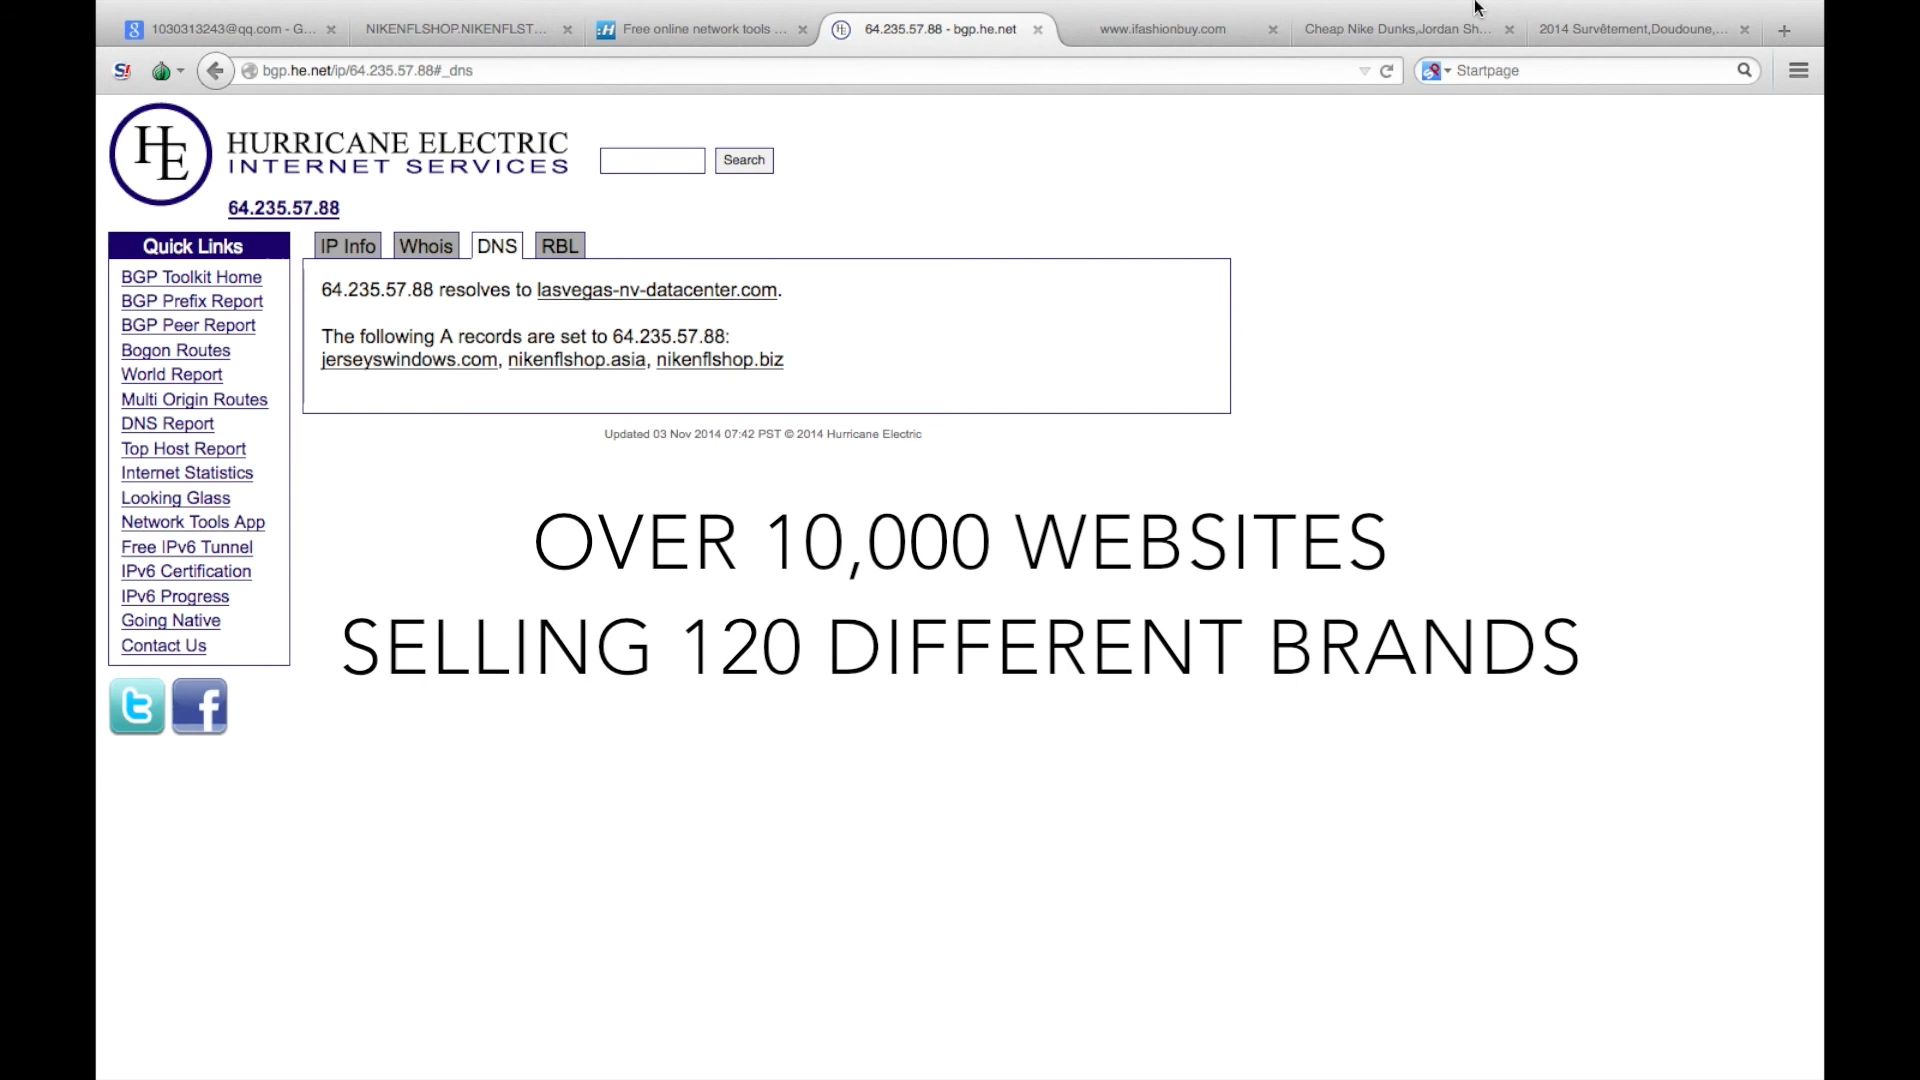 1030313243@qq.com - G...
NIKENFLSHOP.NIKENFLST...
Free online network tools ...
64.235.57.88 - bgp.he.net
www.ifashionbuy.com
Cheap Nike Dunks,Jordan Sh...
2014 Survêtement,Doudoune,...
S!
bgp.he.net/ip/64.235.57.88#_dns
Startpage
HE
HURRICANE ELECTRIC
INTERNET SERVICES
Search
64.235.57.88
Quick Links
BGP Toolkit Home
BGP Prefix Report
BGP Peer Report
Bogon Routes
World Report
Multi Origin Routes
DNS Report
Top Host Report
Internet Statistics
Looking Glass
Network Tools App
Free IPv6 Tunnel
IPv6 Certification
IPv6 Progress
Going Native
Contact Us
IP Info
Whois
DNS
RBL
64.235.57.88 resolves to lasvegas-nv-datacenter.com.
The following A records are set to 64.235.57.88:
jerseyswindows.com, nikenflshop.asia, nikenflshop.biz
Updated 03 Nov 2014 07:42 PST © 2014 Hurricane Electric
OVER 10,000 WEBSITES
SELLING 120 DIFFERENT BRANDS